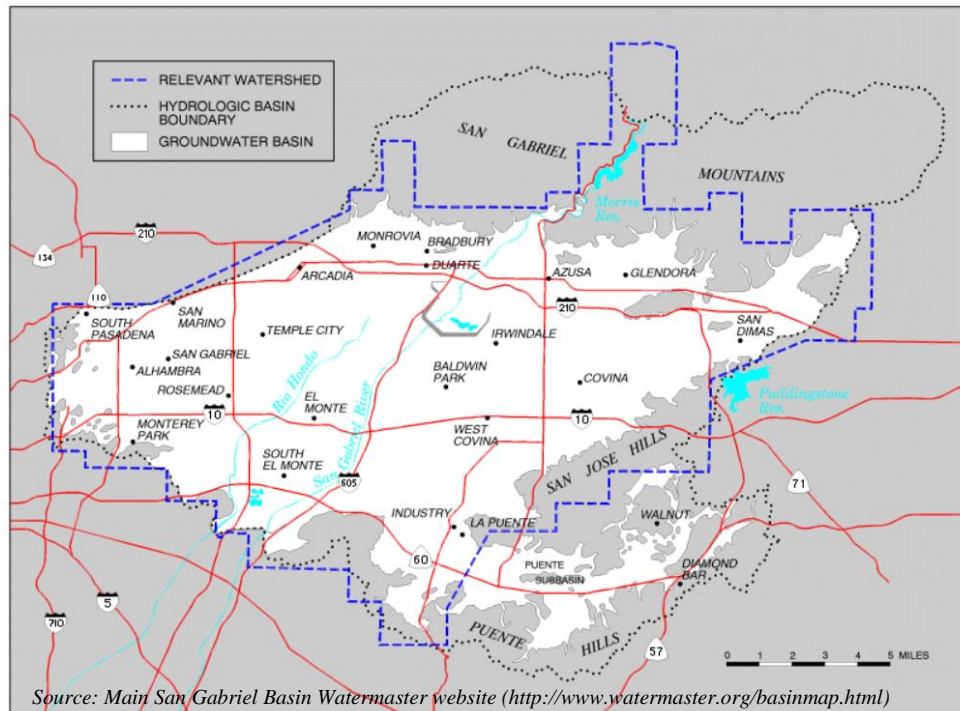 RELEVANT WATERSHED
HYDROLOGIC BASIN
BOUNDARY
GROUNDWATER BASIN
SAN GABRIEL
MOUNTAINS
Morris
Res.
210
134
MONROVIA
BRADBURY
DUARTE
ARCADIA
AZUSA
GLENDORA
110
SOUTH
PASADENA
SAN
MARINO
210
TEMPLE CITY
IRWINDALE
SAN
DIMAS
SAN GABRIEL
ALHAMBRA
Rio Hondo
BALDWIN
PARK
COVINA
Puddingstone
Res.
ROSEMEAD
10
EL
MONTE
San Gabriel River
WEST
COVINA
10
MONTEREY
PARK
SOUTH
EL MONTE
605
SAN JOSE HILLS
71
INDUSTRY
LA PUENTE
WALNUT
60
PUENTE
SUBBASIN
DIAMOND
BAR
5
710
PUENTE
HILLS
57
0 1 2 3 4 5 MILES
Source: Main San Gabriel Basin Watermaster website (http://www.watermaster.org/basinmap.html)